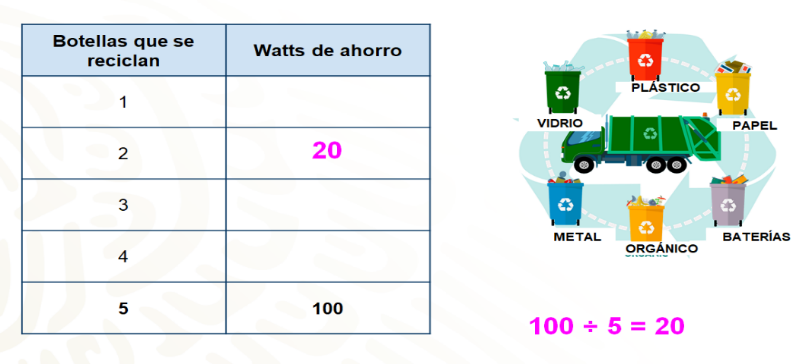 Botellas que se
reciclan
Watts de ahorro
1
2
20
3
4
5
100
PLÁSTICO
VIDRIO
PAPEL
METAL
ORGÁNICO
BATERÍAS
100 ÷ 5 = 20